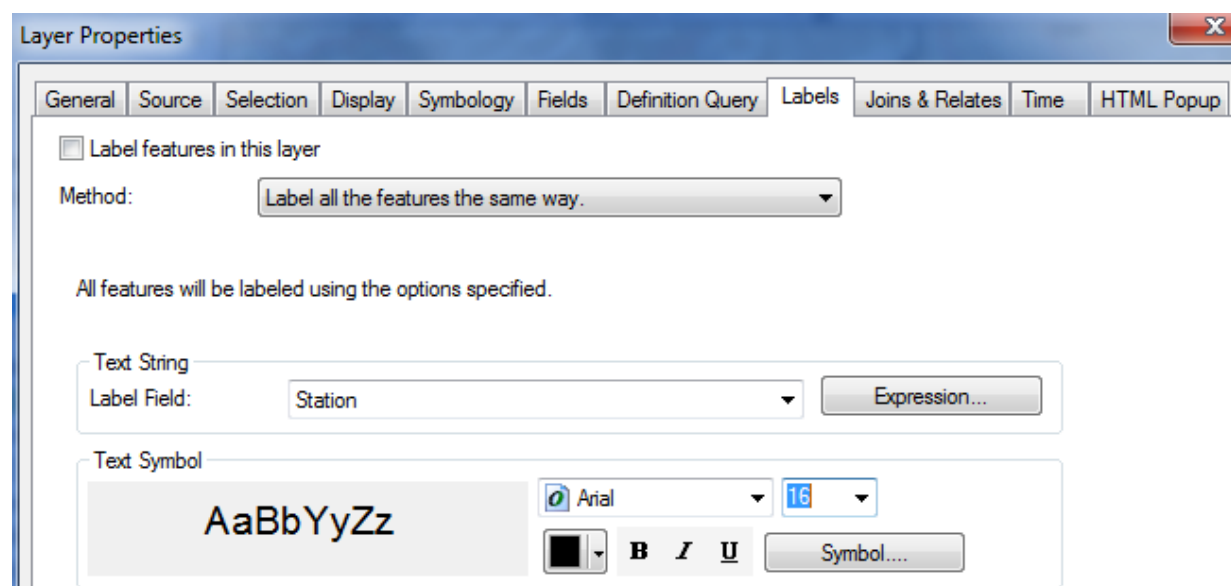 Layer Properties
X
General Source Selection Display Symbology Fields Definition Query Labels Joins & Relates Time HTML Popup
Label features in this layer
Method: Label all the features the same way.
All features will be labeled using the options specified.
Text String
Label Field: Station Expression...
Text Symbol
AaBbYyZz
O Arial 16
B I U Symbol....